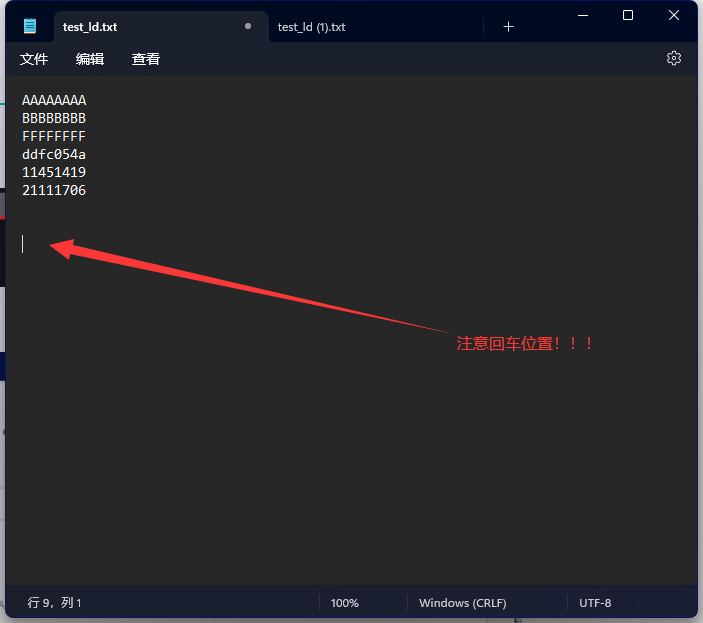 test_ld.txt
test_ld (1).txt
文件
编辑
查看
AAAAAAAA
BBBBBBBB
FFFFFFFF
ddfc054a
11451419
21111706
注意回车位置！！！
行 9，列 1
100%
Windows (CRLF)
UTF-8